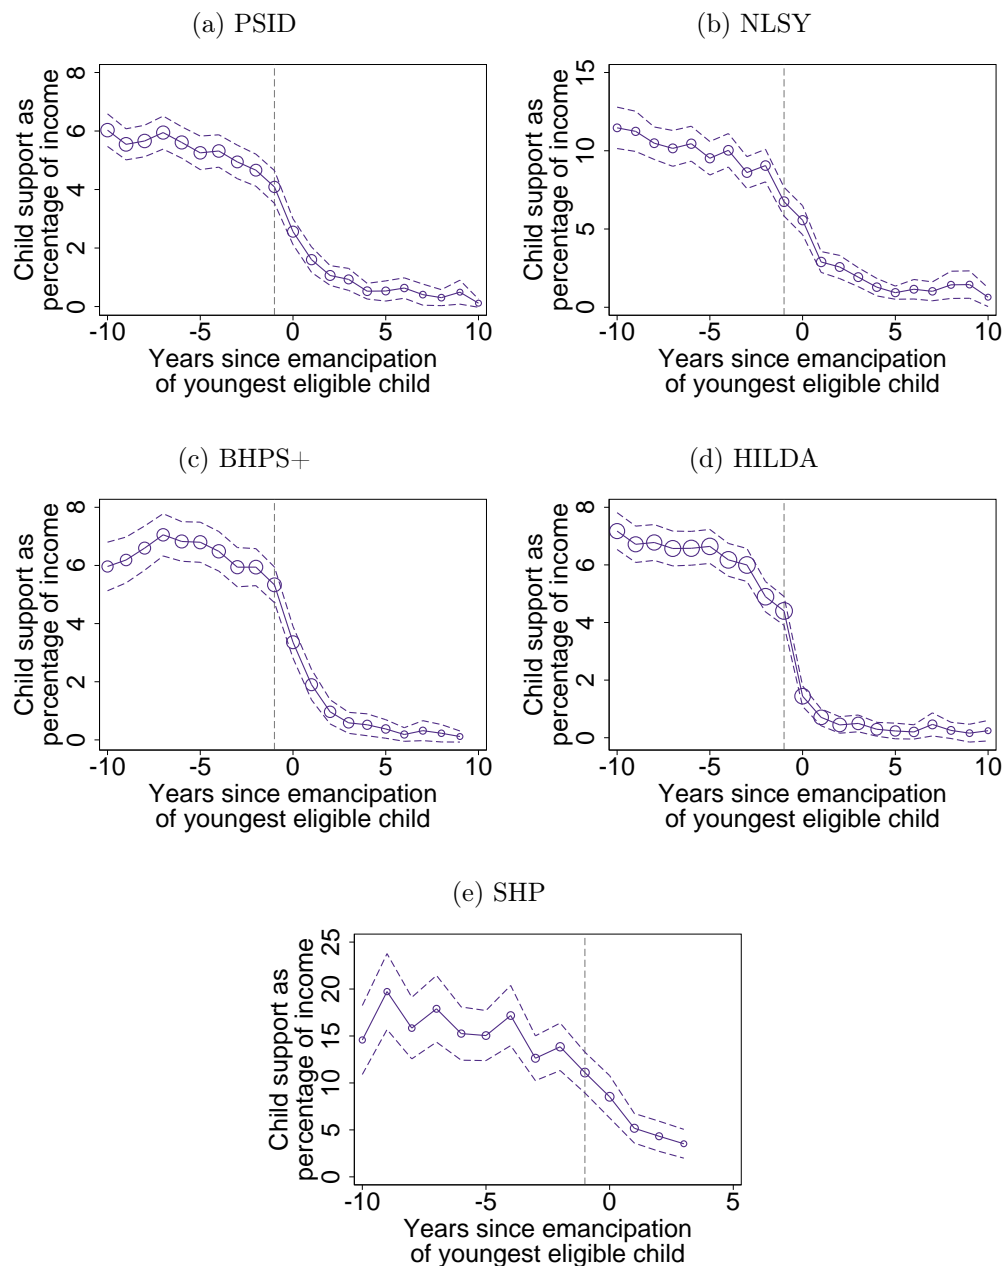 (a) PSID
Child support as
percentage of income
0 2 4 6 8
-10 -5 0 5 10
Years since emancipation
of youngest eligible child
(b) NLSY
Child support as
percentage of income
0 5 10 15
-10 -5 0 5 10
Years since emancipation
of youngest eligible child
(c) BHPS+
Child support as
percentage of income
0 2 4 6 8
-10 -5 0 5 10
Years since emancipation
of youngest eligible child
(d) HILDA
Child support as
percentage of income
0 2 4 6 8
-10 -5 0 5 10
Years since emancipation
of youngest eligible child
(e) SHP
Child support as
percentage of income
0 5 10 15 20 25
-10 -5 0 5
Years since emancipation
of youngest eligible child